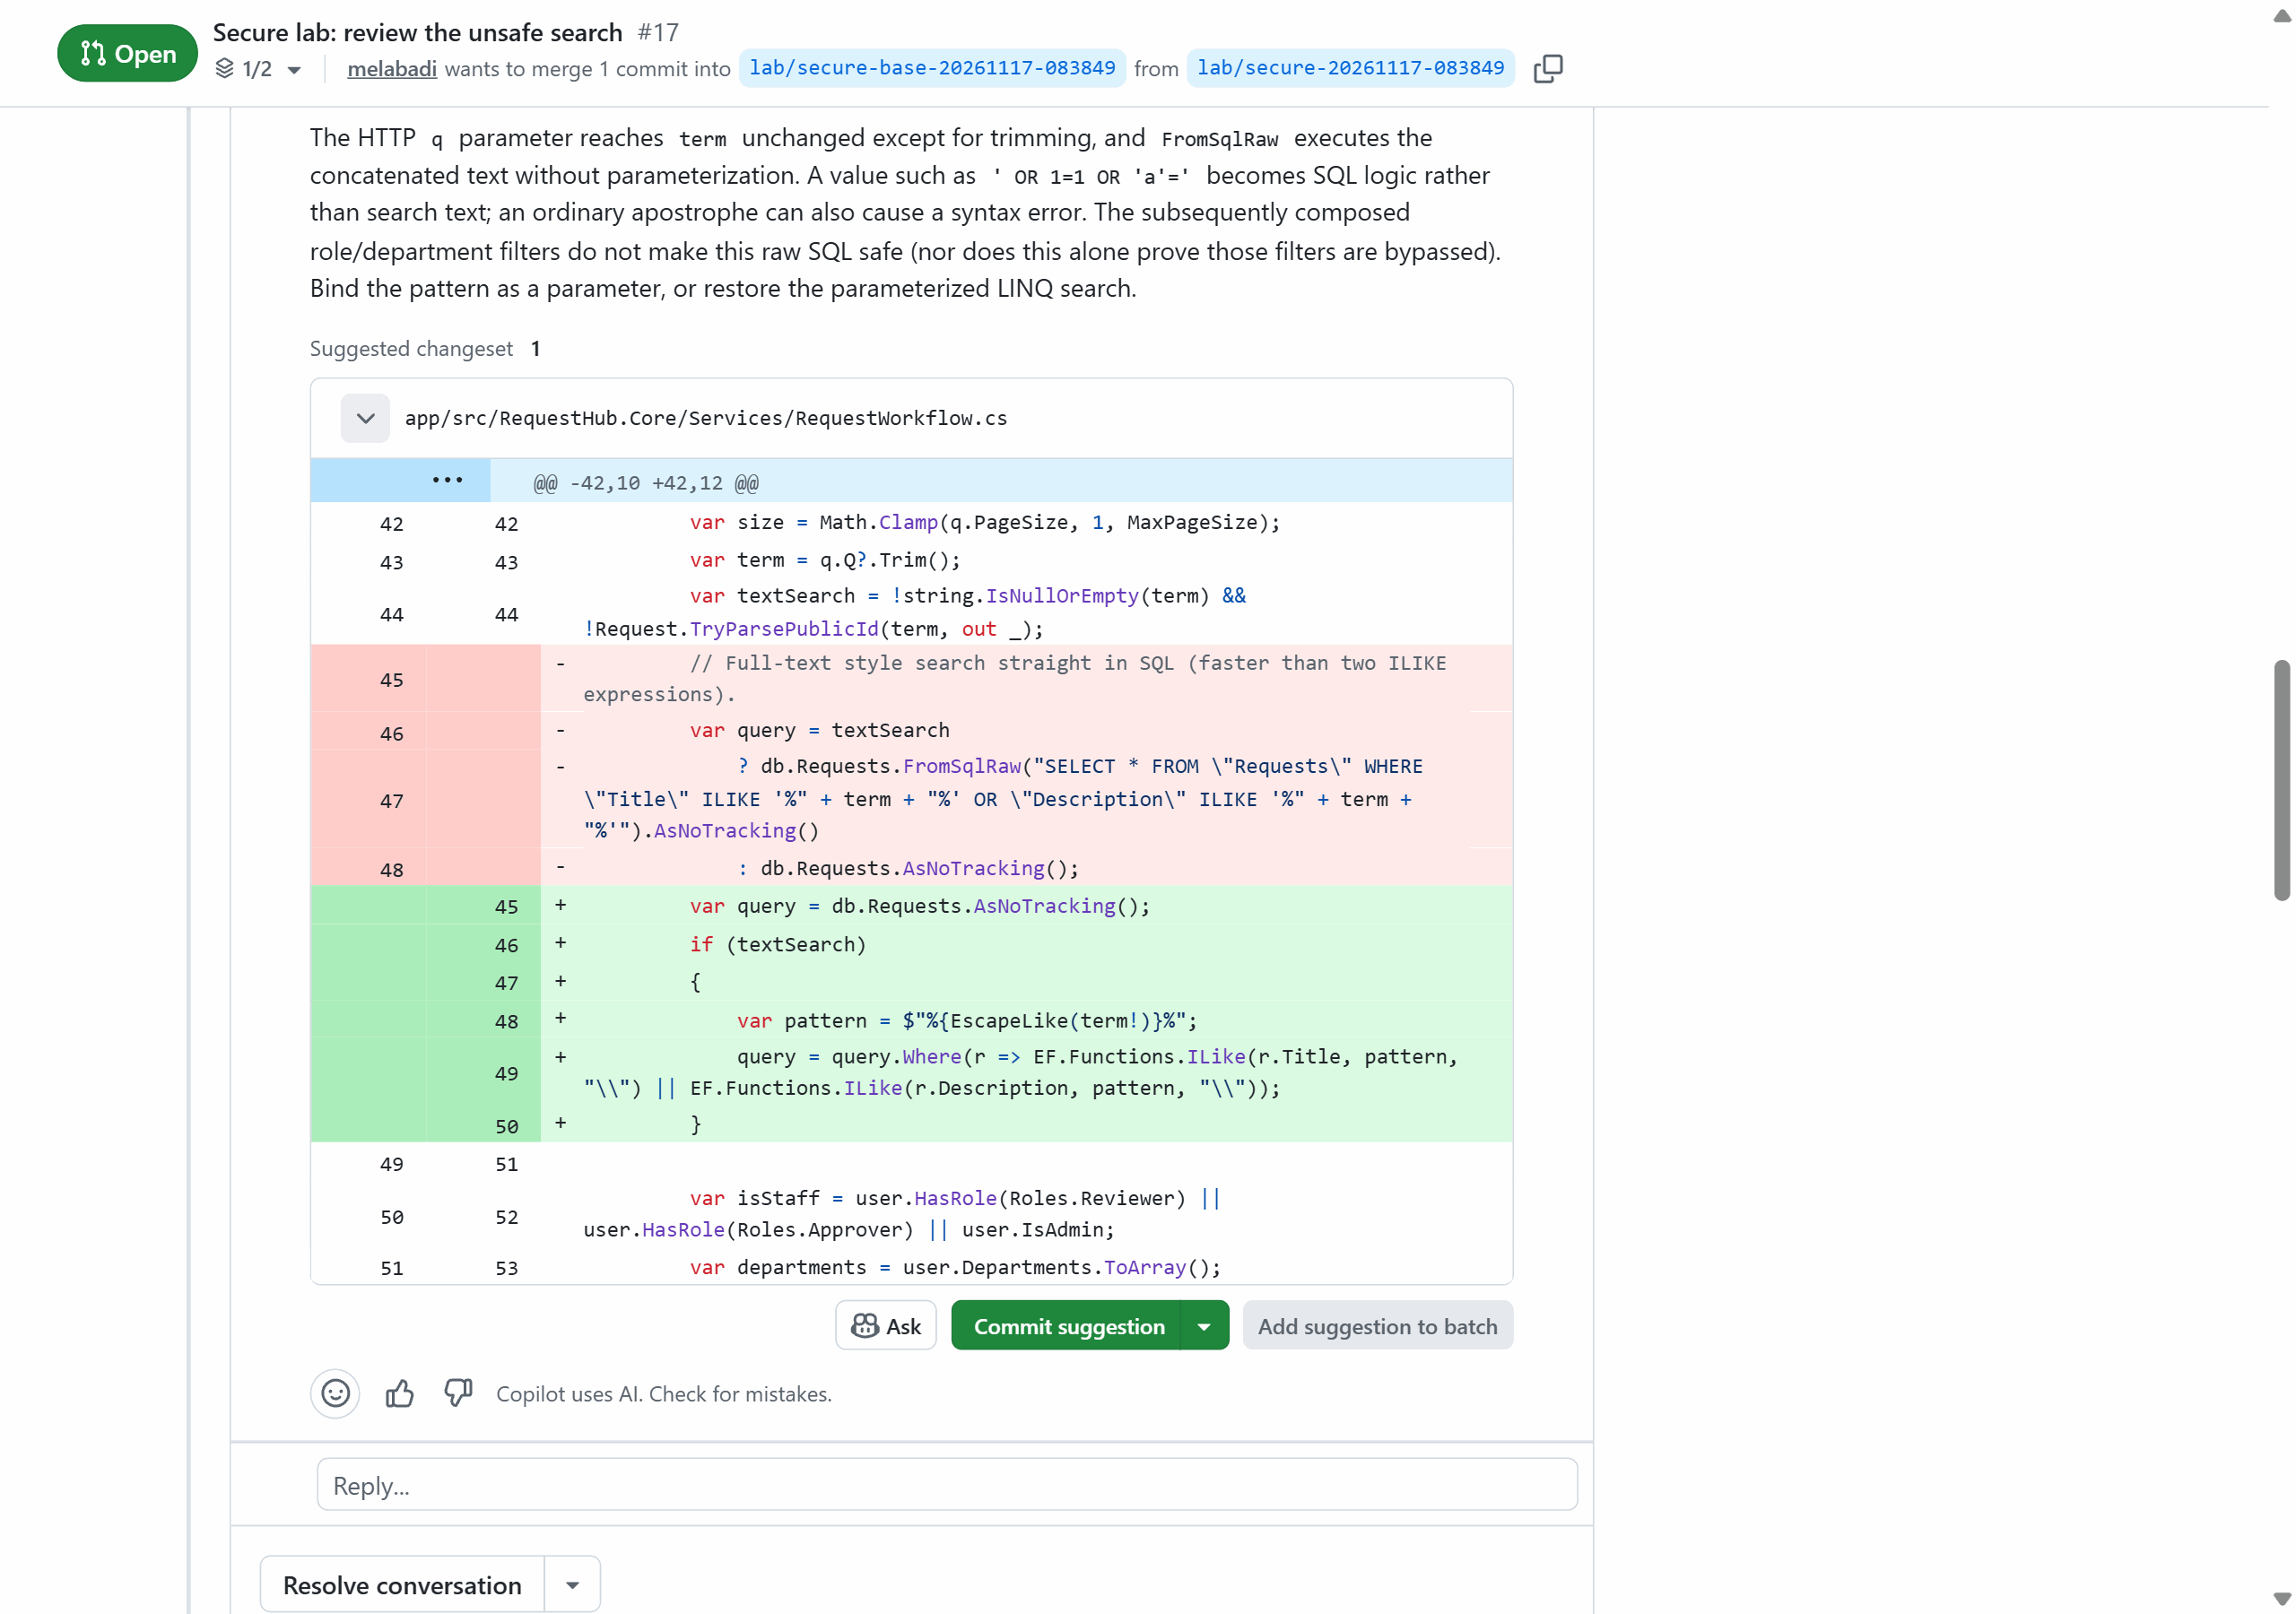 Open
Secure lab: review the unsafe search #17
1/2 melabadi wants to merge 1 commit into lab/secure-base-20261117-083849 from lab/secure-20261117-083849
The HTTP q parameter reaches term unchanged except for trimming, and FromSqlRaw executes the
concatenated text without parameterization. A value such as ' OR 1=1 OR 'a'=' becomes SQL logic rather
than search text; an ordinary apostrophe can also cause a syntax error. The subsequently composed
role/department filters do not make this raw SQL safe (nor does this alone prove those filters are bypassed).
Bind the pattern as a parameter, or restore the parameterized LINQ search.
Suggested changeset 1
app/src/RequestHub.Core/Services/RequestWorkflow.cs
... @@ -42,10 +42,12 @@
42 42 var size = Math.Clamp(q.PageSize, 1, MaxPageSize);
43 43 var term = q.Q?.Trim();
44 44 var textSearch = !string.IsNullOrEmpty(term) &&
!Request.TryParsePublicId(term, out _);
45 - // Full-text style search straight in SQL (faster than two ILIKE
expressions).
46 - var query = textSearch
47 - ? db.Requests.FromSqlRaw("SELECT * FROM \"Requests\" WHERE
\"Title\" ILIKE '%" + term + "%' OR \"Description\" ILIKE '%" + term +
"%'").AsNoTracking()
48 - : db.Requests.AsNoTracking();
45 + var query = db.Requests.AsNoTracking();
46 + if (textSearch)
47 + {
48 + var pattern = $"%{EscapeLike(term!)}%";
49 + query = query.Where(r => EF.Functions.ILike(r.Title, pattern,
"\\") || EF.Functions.ILike(r.Description, pattern, "\\"));
50 + }
49 51
50 52 var isStaff = user.HasRole(Roles.Reviewer) ||
user.HasRole(Roles.Approver) || user.IsAdmin;
51 53 var departments = user.Departments.ToArray();
Ask Commit suggestion Add suggestion to batch
Copilot uses AI. Check for mistakes.
Reply...
Resolve conversation